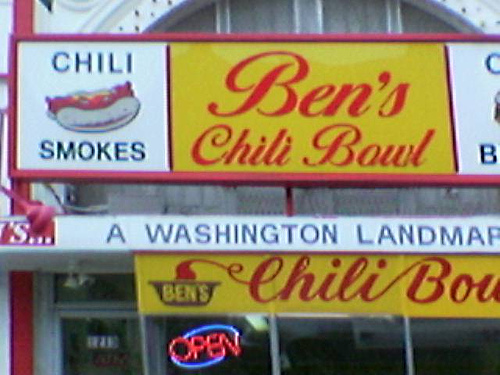 CHILI
SMOKES
Ben's
Chili Bowl
A WASHINGTON LANDMAR
BEN'S
Chili Bou
OPEN